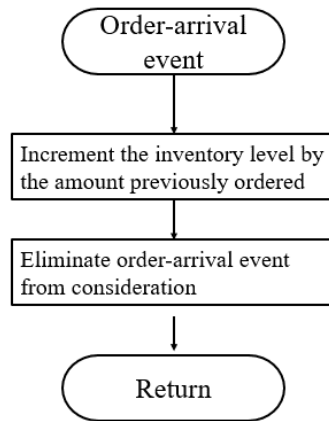 Order-arrival
event
Increment the inventory level by
the amount previously ordered
Eliminate order-arrival event
from consideration
Return